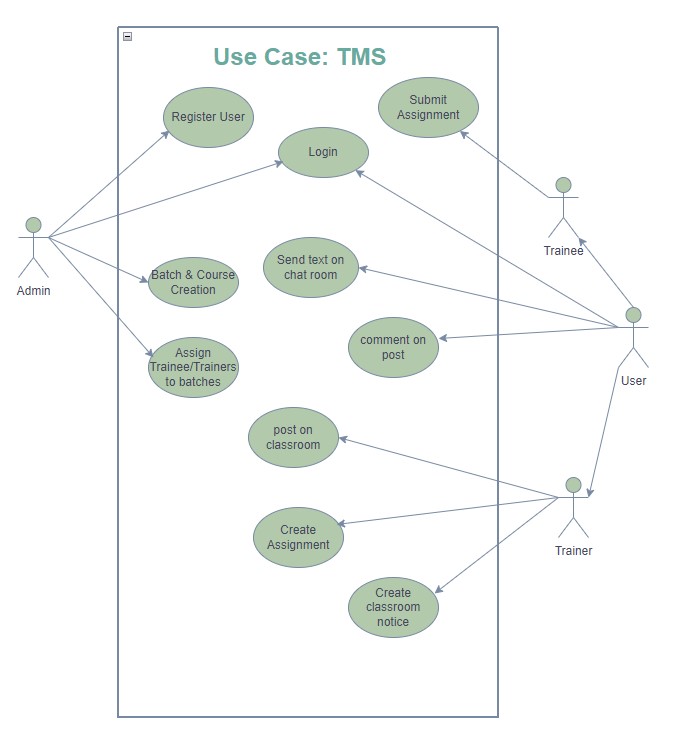 Use Case: TMS
Submit
Assignment
Register User
Login
Trainee
Send text on
chat room
Batch & Course
Creation
Admin
comment on
post
Assign
Trainee/Trainers
to batches
User
post on
classroom
Create
Assignment
Trainer
Create
classroom
notice